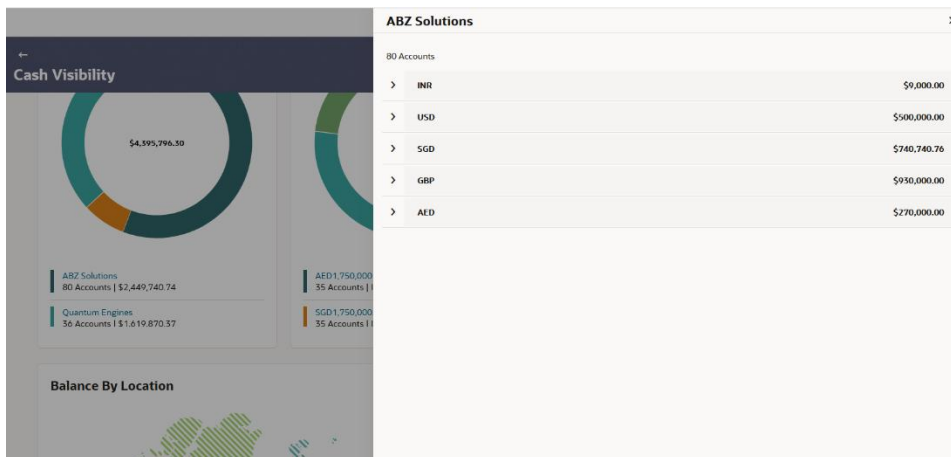 ←
Cash Visibility
$4,395,796.30
ABZ Solutions
80 Accounts | $2,449,740.74
Quantum Engines
36 Accounts | $1,619,870.37
AED1,750,000
35 Accounts |
SGD1,750,000
35 Accounts |
Balance By Location
ABZ Solutions
80 Accounts
> INR $9,000.00
> USD $500,000.00
> SGD $740,740.76
> GBP $930,000.00
> AED $270,000.00